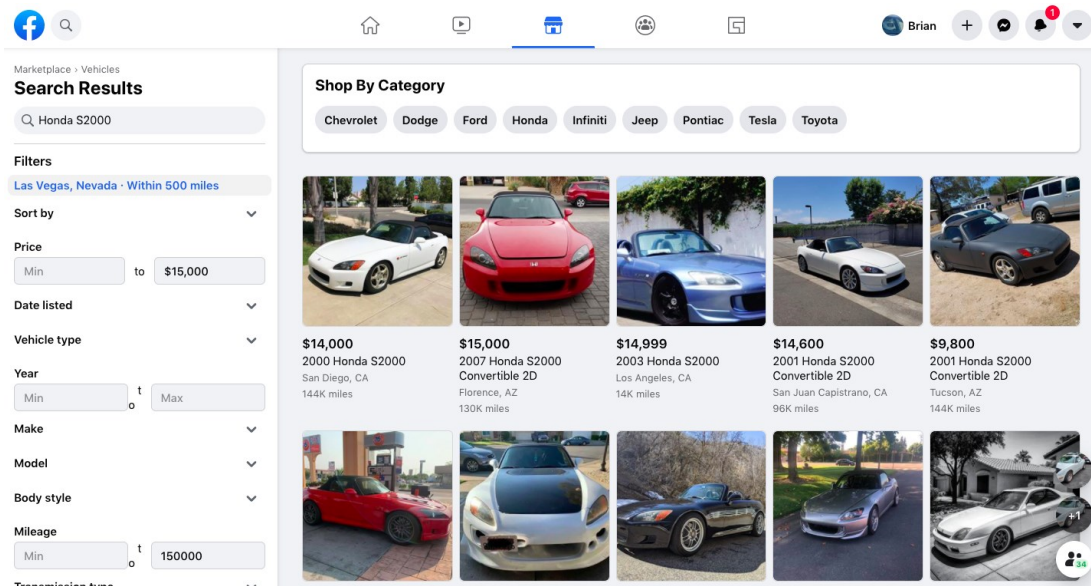 Brian
1
Marketplace › Vehicles
Search Results
Honda S2000
Filters
Las Vegas, Nevada · Within 500 miles
Sort by
Price
Min
to
$15,000
Date listed
Vehicle type
Year
Min
to
Max
Make
Model
Body style
Mileage
Min
to
150000
Transmission type
Shop By Category
Chevrolet
Dodge
Ford
Honda
Infiniti
Jeep
Pontiac
Tesla
Toyota
$14,000
2000 Honda S2000
San Diego, CA
144K miles
$15,000
2007 Honda S2000
Convertible 2D
Florence, AZ
130K miles
$14,999
2003 Honda S2000
Los Angeles, CA
14K miles
$14,600
2001 Honda S2000
Convertible 2D
San Juan Capistrano, CA
96K miles
$9,800
2001 Honda S2000
Convertible 2D
Tucson, AZ
144K miles
+1